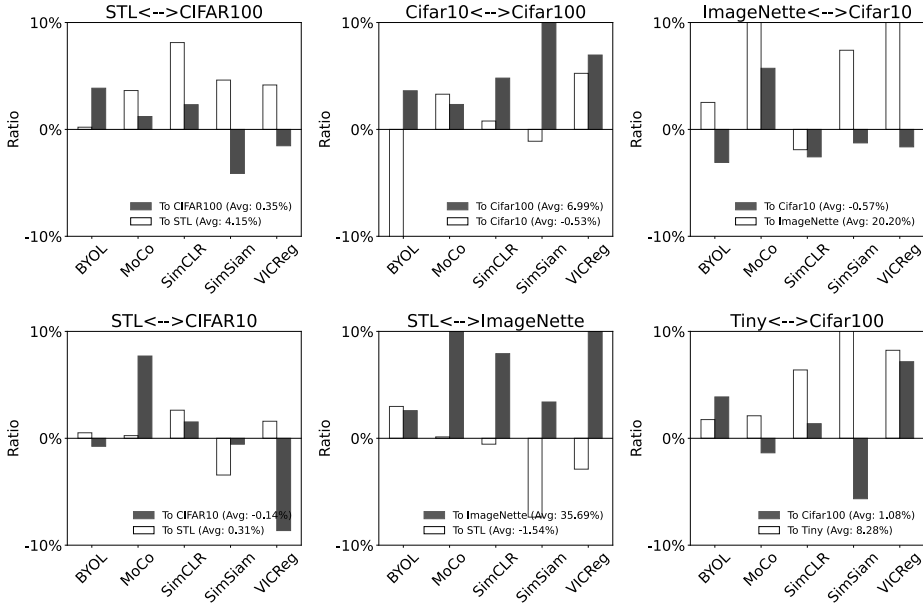 STL<-->CIFAR100
10%
0%
-10%
Ratio
To CIFAR100 (Avg: 0.35%)
To STL (Avg: 4.15%)
BYOL
MoCo
SimCLR
SimSiam
VICReg
Cifar10<-->Cifar100
10%
0%
-10%
Ratio
To Cifar100 (Avg: 6.99%)
To Cifar10 (Avg: -0.53%)
BYOL
MoCo
SimCLR
SimSiam
VICReg
ImageNette<-->Cifar10
10%
0%
-10%
Ratio
To Cifar10 (Avg: -0.57%)
To ImageNette (Avg: 20.20%)
BYOL
MoCo
SimCLR
SimSiam
VICReg
STL<-->CIFAR10
10%
0%
-10%
Ratio
To CIFAR10 (Avg: -0.14%)
To STL (Avg: 0.31%)
BYOL
MoCo
SimCLR
SimSiam
VICReg
STL<-->ImageNette
10%
0%
-10%
Ratio
To ImageNette (Avg: 35.69%)
To STL (Avg: -1.54%)
BYOL
MoCo
SimCLR
SimSiam
VICReg
Tiny<-->Cifar100
10%
0%
-10%
Ratio
To Cifar100 (Avg: 1.08%)
To Tiny (Avg: 8.28%)
BYOL
MoCo
SimCLR
SimSiam
VICReg